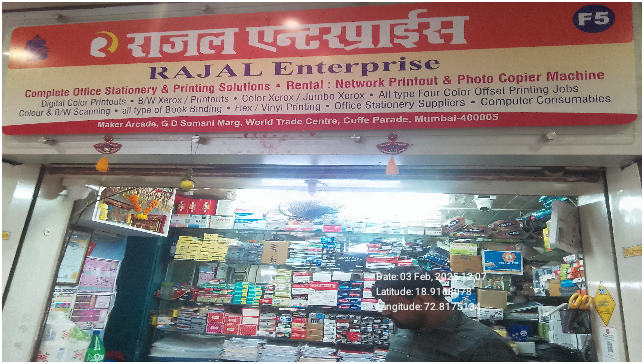 F5
राजल एन्टरप्राईस
RAJAL Enterprise
Complete Office Stationery & Printing Solutions • Rental : Network Printout & Photo Copier Machine
Digital Color Printouts • B/W Xerox / Printouts • Color Xerox / Jumbo Xerox • All type Four Color Offset Printing Jobs
Colour & B/W Scanning • all type of Book Binding • Flex / Vinyl Printing • Office Stationery Suppliers • Computer Consumables
Maker Arcade, G D Somani Marg, World Trade Centre, Cuffe Parade, Mumbai-400005
Date: 03 Feb, 2025 12:07
Latitude: 18.9108078
Longitude: 72.8175134